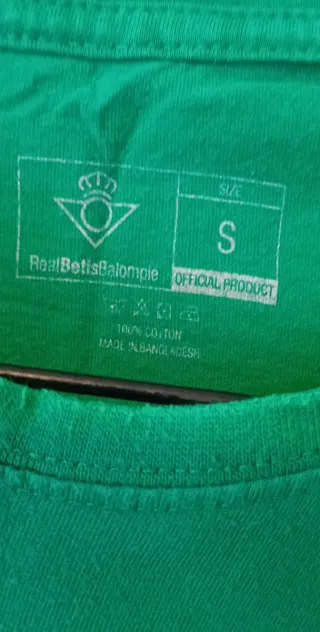 SIZE
S
RealBetisBalompie
OFFICIAL PRODUCT
100% COTTON
MADE IN BANGLADESH